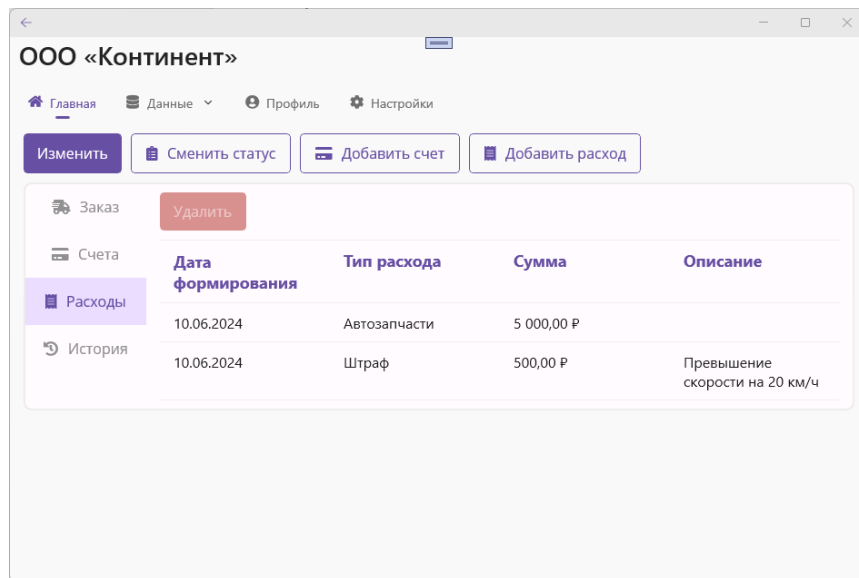 ООО «Континент»
Главная Данные Профиль Настройки
Изменить Сменить статус Добавить счет Добавить расход
Заказ
Счета
Расходы
История
Удалить
Дата формирования Тип расхода Сумма Описание
10.06.2024 Автозапчасти 5 000,00 ₽
10.06.2024 Штраф 500,00 ₽ Превышение
скорости на 20 км/ч